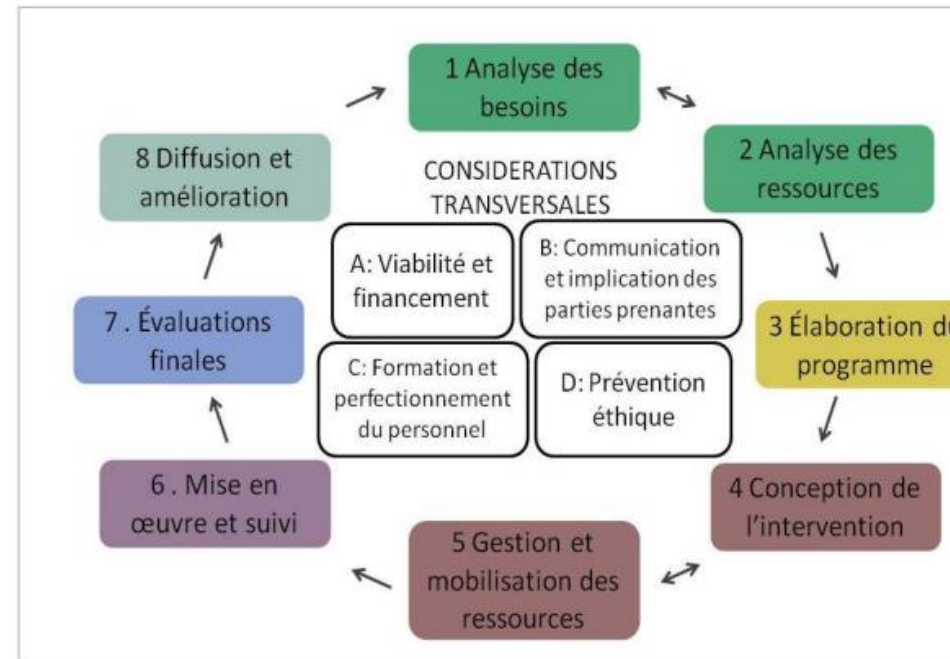 1 Analyse des
besoins
2 Analyse des
ressources
3 Élaboration du
programme
4 Conception de
l’intervention
5 Gestion et
mobilisation des
ressources
6 . Mise en
œuvre et suivi
7 . Évaluations
finales
8 Diffusion et
amélioration
CONSIDERATIONS
TRANSVERSALES
A: Viabilité et
financement
B: Communication
et implication des
parties prenantes
C: Formation et
perfectionnement
du personnel
D: Prévention
éthique